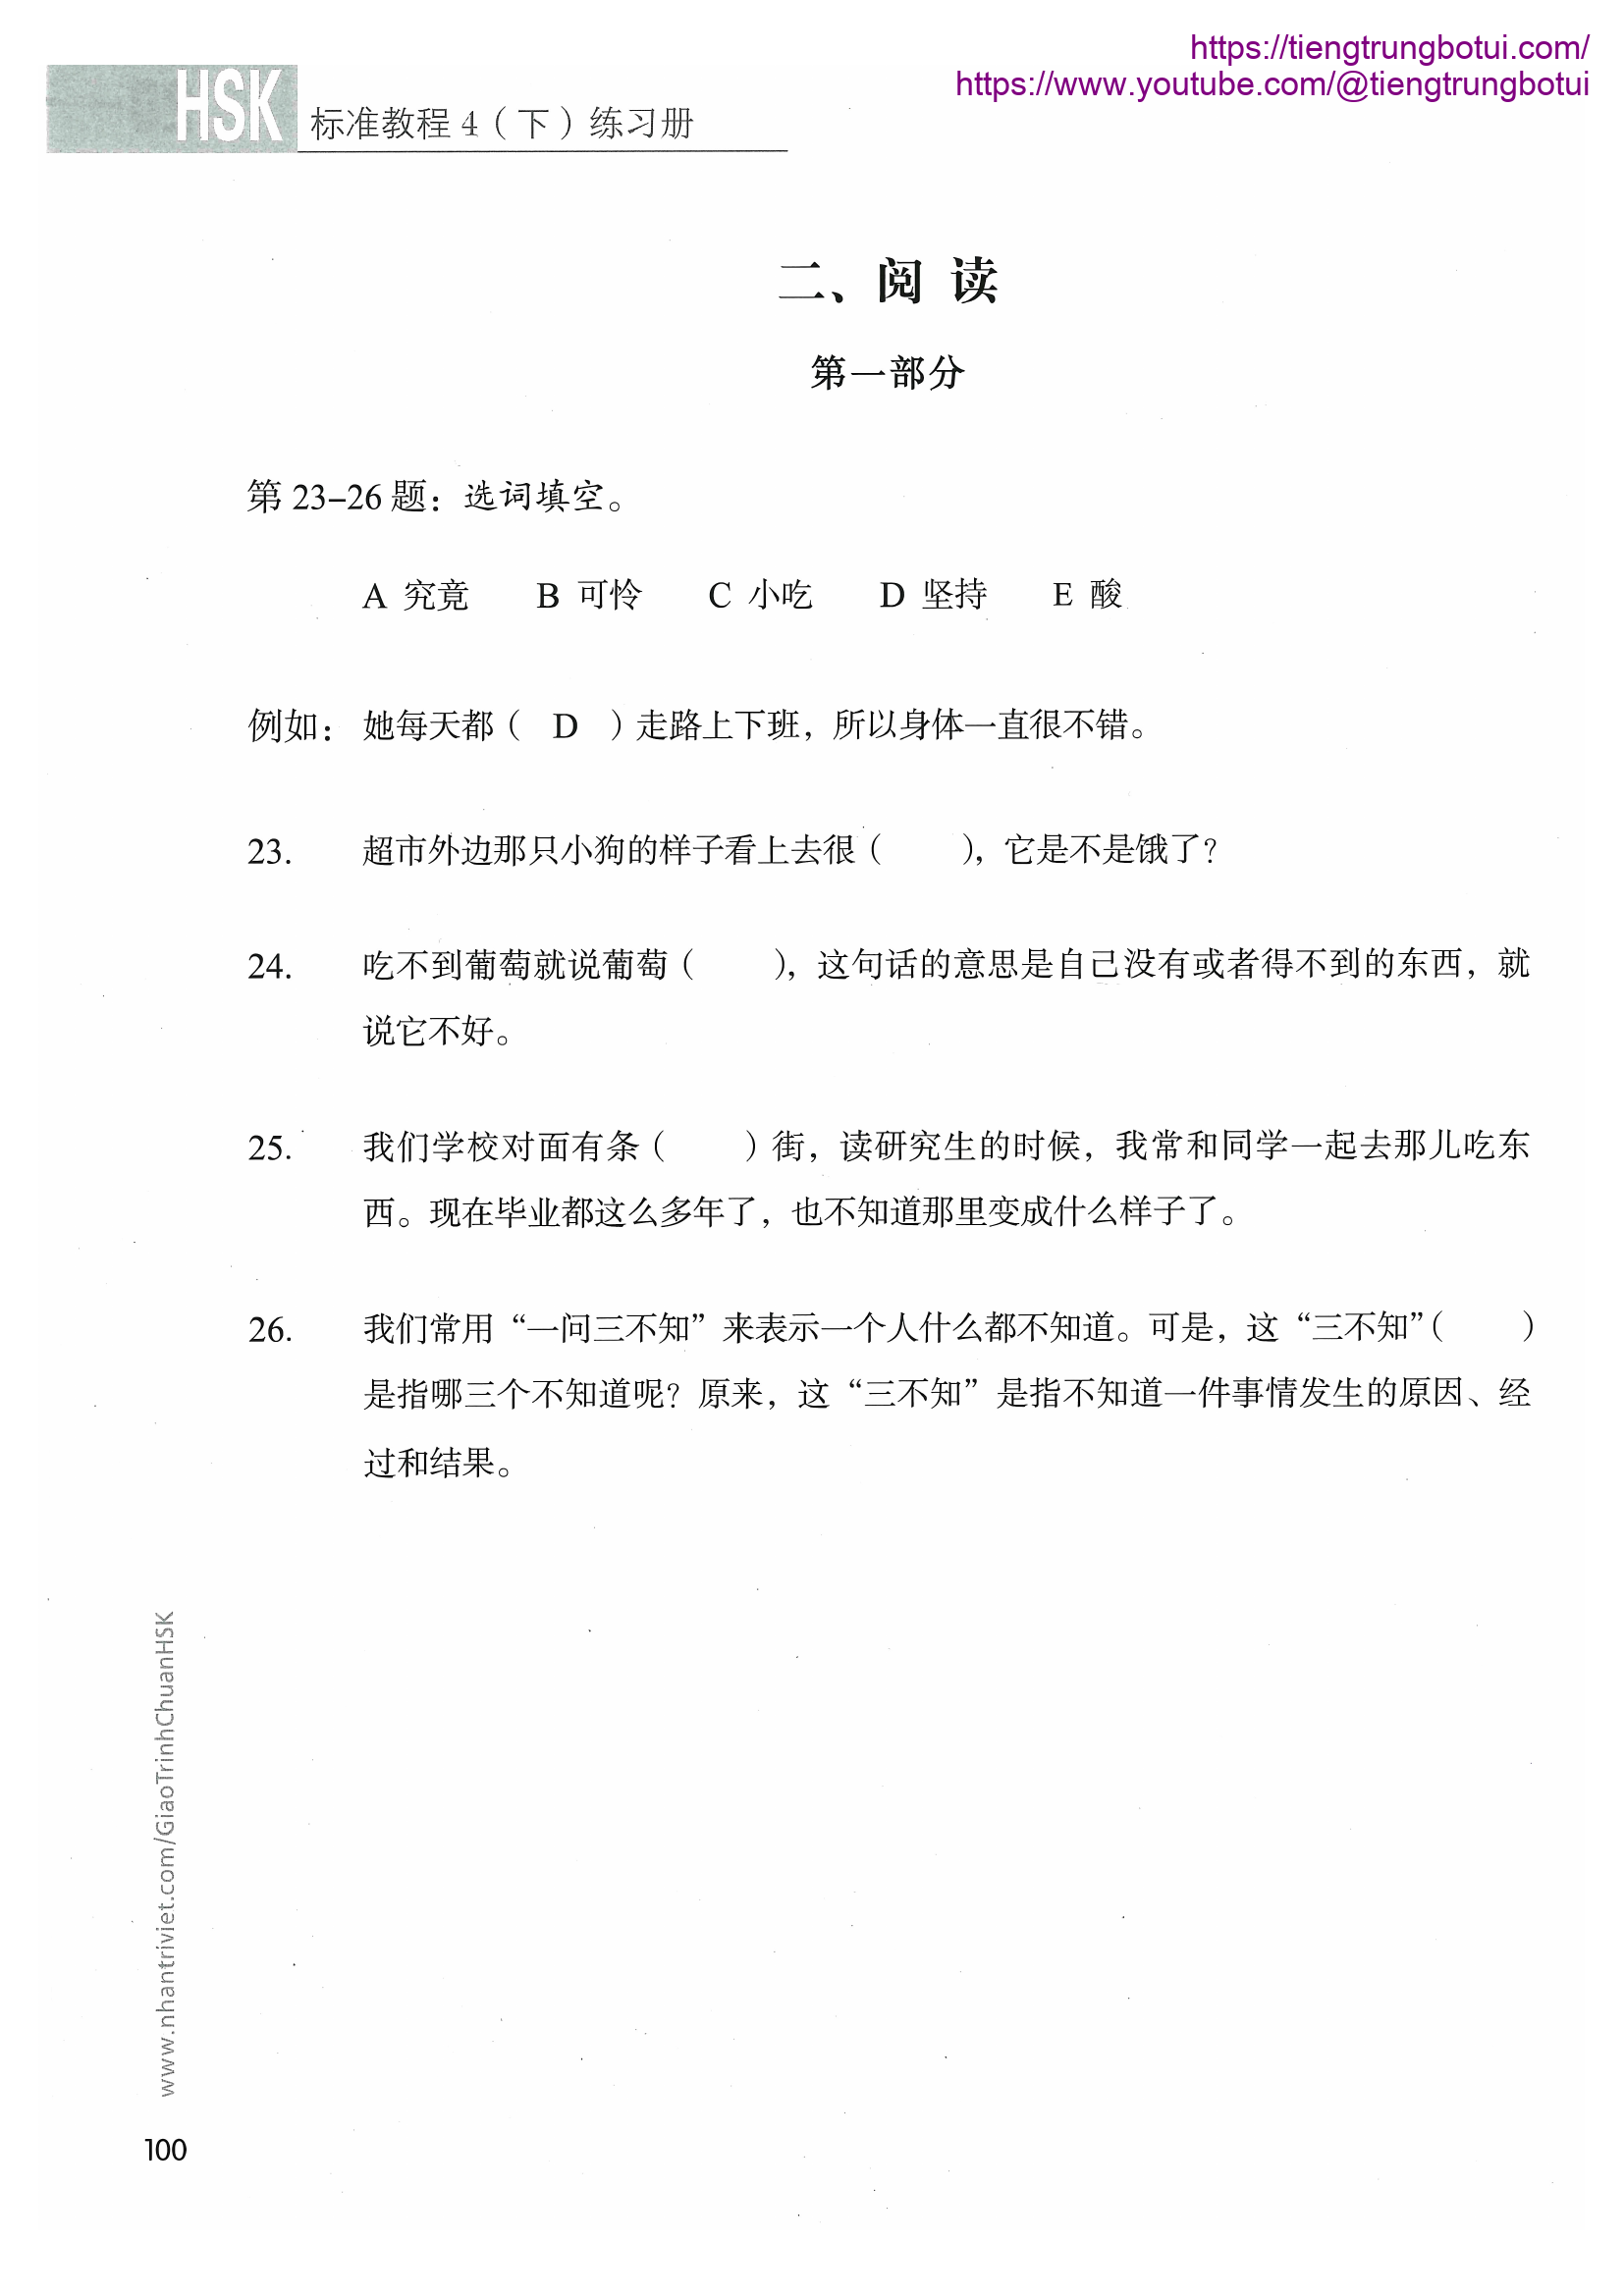 https://tiengtrungbotui.com/
https://www.youtube.com/@tiengtrungbotui
HSK 标准教程 4（下）练习册
二、阅 读
第一部分
第 23–26 题：选词填空。
A 究竟 B 可怜 C 小吃 D 坚持 E 酸
例如： 她每天都（ D ）走路上下班，所以身体一直很不错。
23. 超市外边那只小狗的样子看上去很（ ），它是不是饿了？
24. 吃不到葡萄就说葡萄（ ），这句话的意思是自己没有或者得不到的东西，就
说它不好。
25. 我们学校对面有条（ ）街，读研究生的时候，我常和同学一起去那儿吃东
西。现在毕业都这么多年了，也不知道那里变成什么样子了。
26. 我们常用“一问三不知”来表示一个人什么都不知道。可是，这“三不知”（ ）
是指哪三个不知道呢？原来，这“三不知”是指不知道一件事情发生的原因、经
过和结果。
www.nhantriviet.com/GiaoTrinhChuanHSK
100